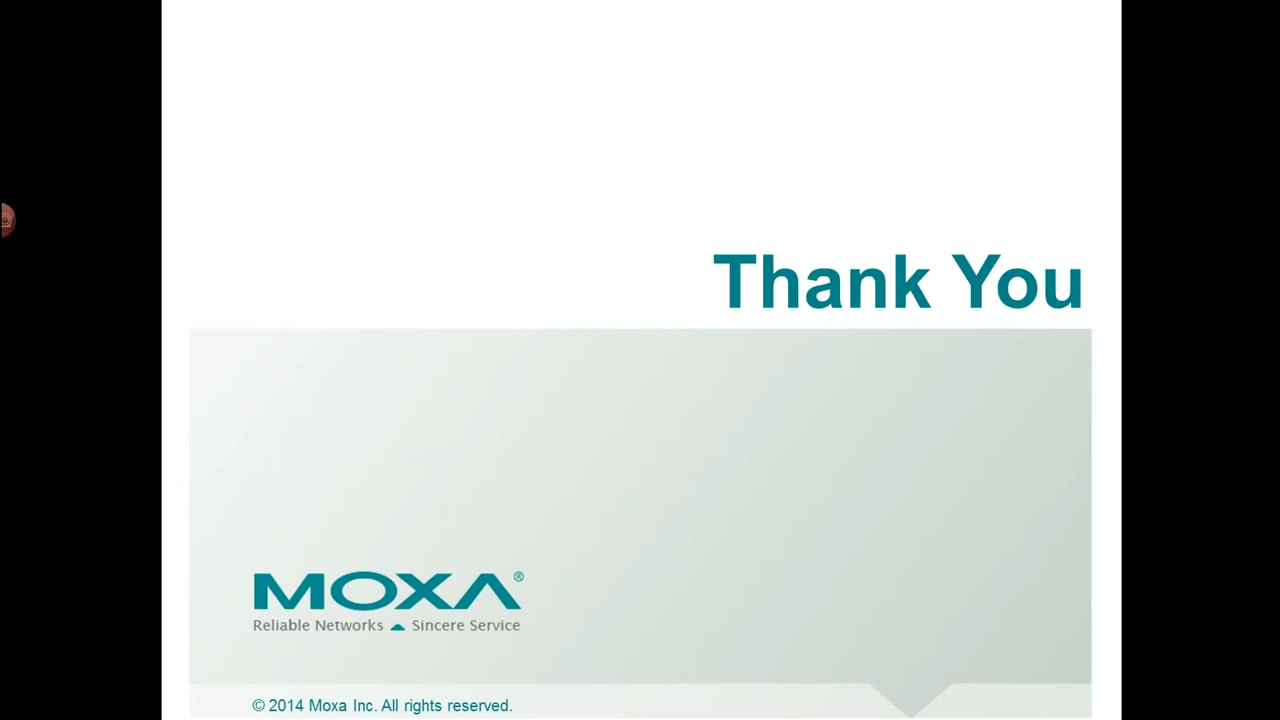 Thank You
MOXA®
Reliable Networks Sincere Service
© 2014 Moxa Inc. All rights reserved.